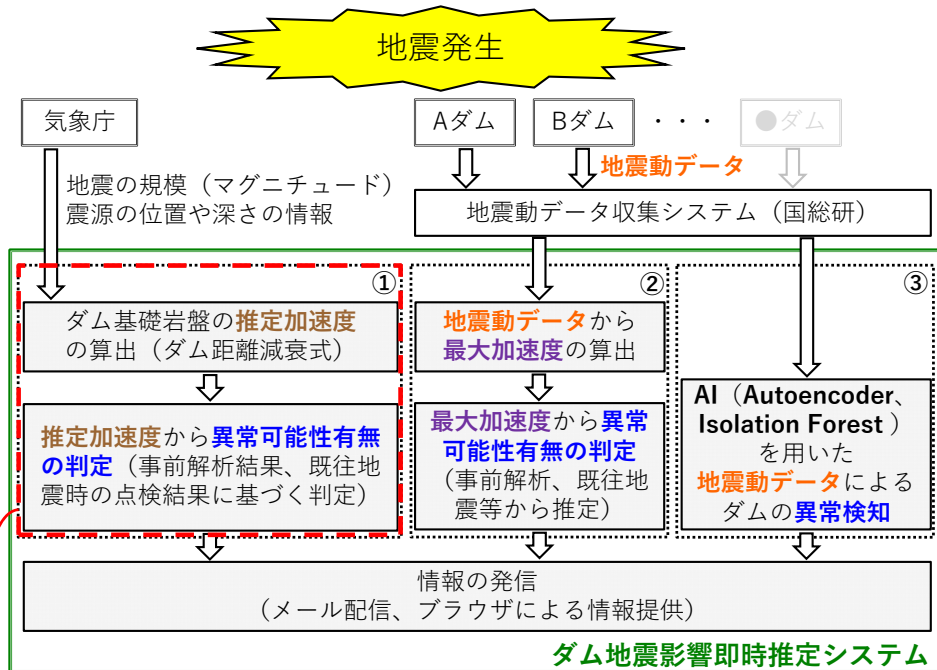 地震発生
気象庁
Aダム
Bダム
・・・
●ダム
地震動データ
地震の規模（マグニチュード）
震源の位置や深さの情報
地震動データ収集システム（国総研）
①
ダム基礎岩盤の推定加速度
の算出（ダム距離減衰式）
推定加速度から異常可能性有無
の判定（事前解析結果、既往地
震時の点検結果に基づく判定）
②
地震動データから
最大加速度の算出
最大加速度から異常
可能性有無の判定
（事前解析、既往地
震等から推定）
③
AI（Autoencoder、
Isolation Forest ）
を用いた
地震動データによる
ダムの異常検知
情報の発信
（メール配信、ブラウザによる情報提供）
ダム地震影響即時推定システム